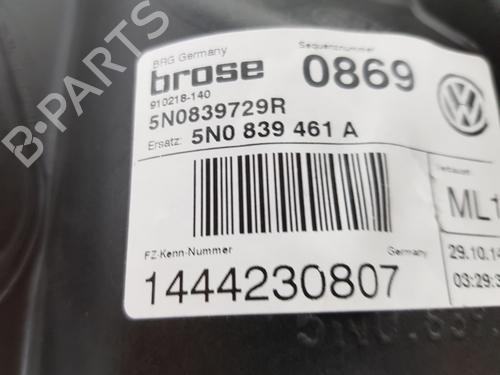 BRG Germany
Sequenznummer
brose
0869
910218-140
5N0839729R
Ersatz: 5N0 839 461 A
Verbauort
ML1
FZ-Kenn-Nummer
Germany
29.10.14
1444230807
03:29:3